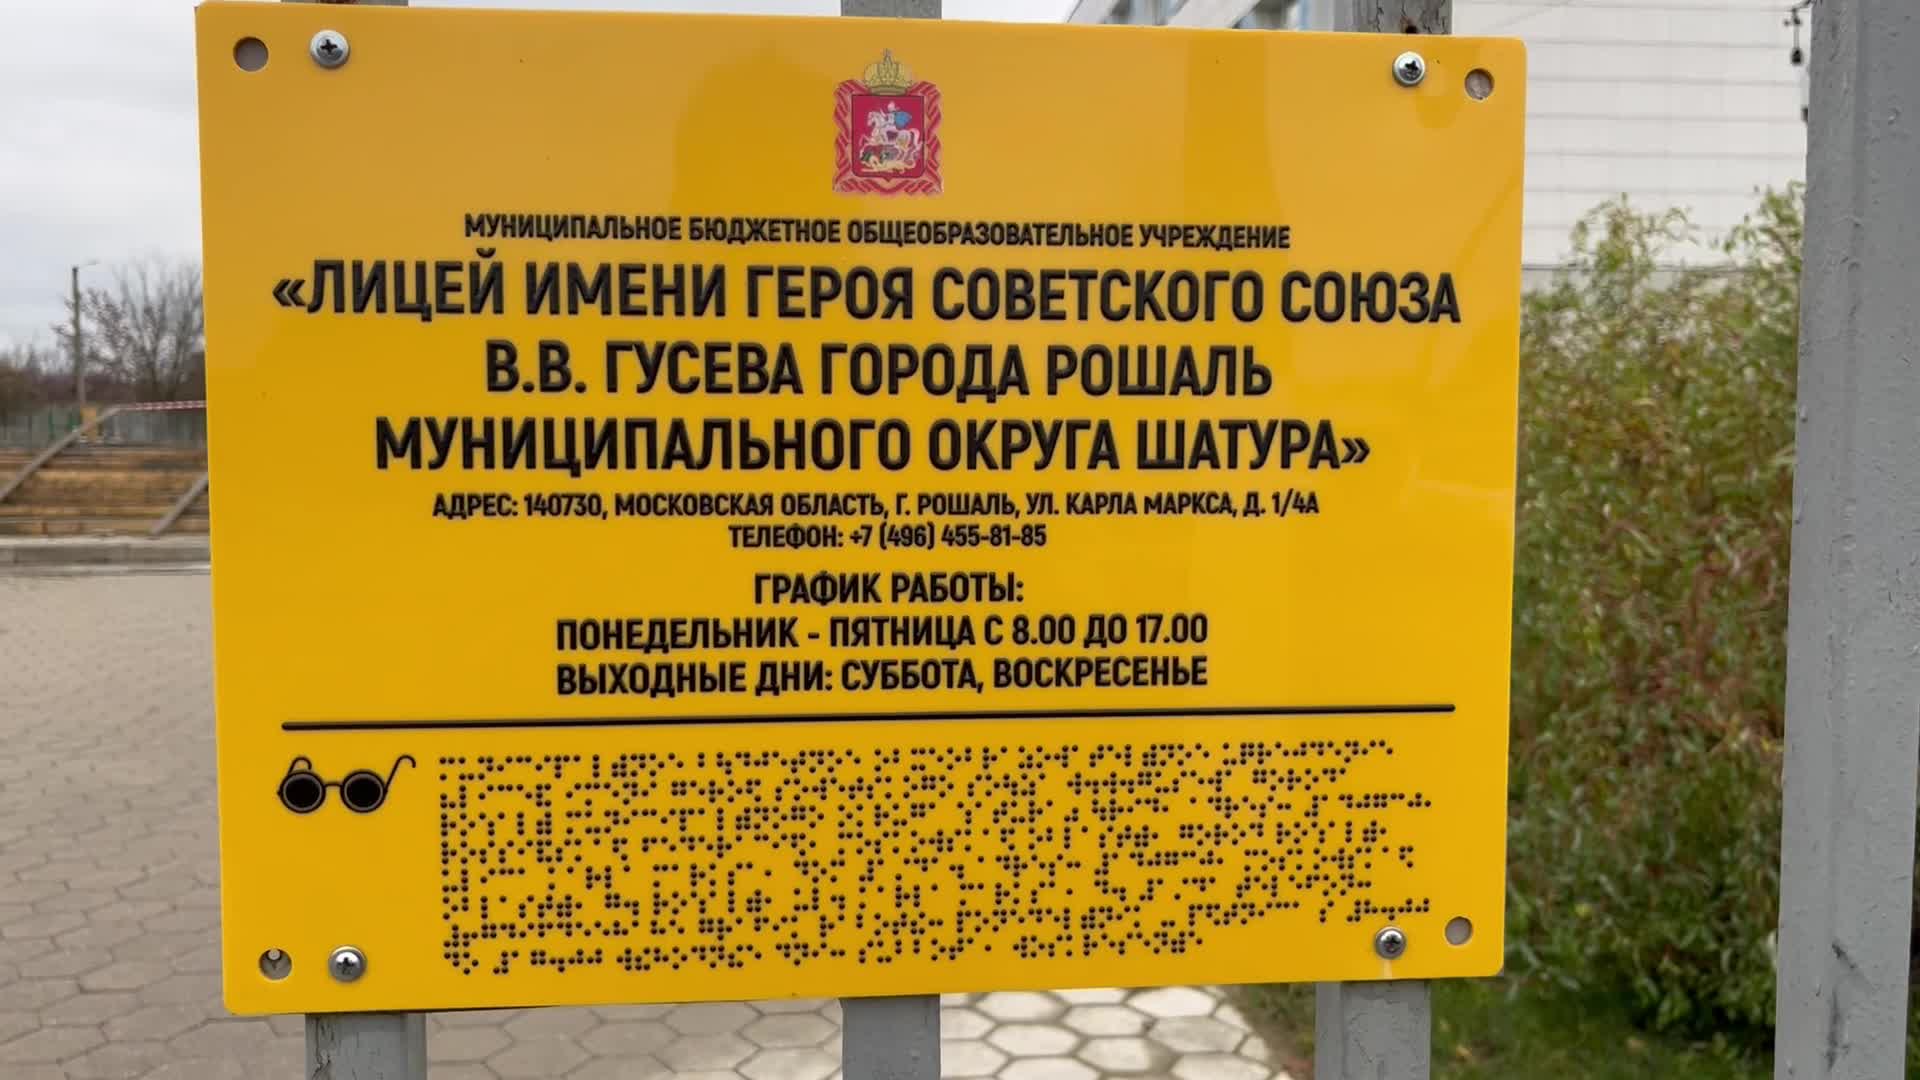 МУНИЦИПАЛЬНОЕ БЮДЖЕТНОЕ ОБЩЕОБРАЗОВАТЕЛЬНОЕ УЧРЕЖДЕНИЕ
«ЛИЦЕЙ ИМЕНИ ГЕРОЯ СОВЕТСКОГО СОЮЗА
В.В. ГУСЕВА ГОРОДА РОШАЛЬ
МУНИЦИПАЛЬНОГО ОКРУГА ШАТУРА»
АДРЕС: 140730, МОСКОВСКАЯ ОБЛАСТЬ, Г. РОШАЛЬ, УЛ. КАРЛА МАРКСА, Д. 1/4А
ТЕЛЕФОН: +7 (496) 455-81-85
ГРАФИК РАБОТЫ:
ПОНЕДЕЛЬНИК - ПЯТНИЦА С 8.00 ДО 17.00
ВЫХОДНЫЕ ДНИ: СУББОТА, ВОСКРЕСЕНЬЕ